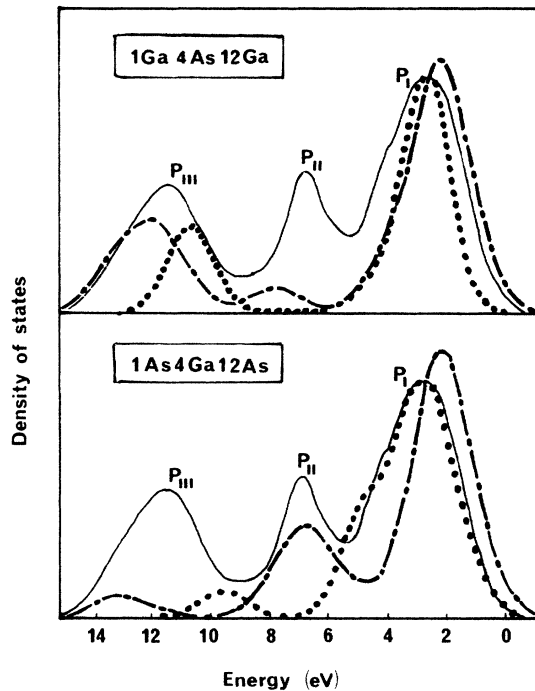 1Ga 4As 12Ga
P_I
P_II
P_III
1As 4Ga 12As
P_I
P_II
P_III
Density of states
14 12 10 8 6 4 2 0
Energy (eV)